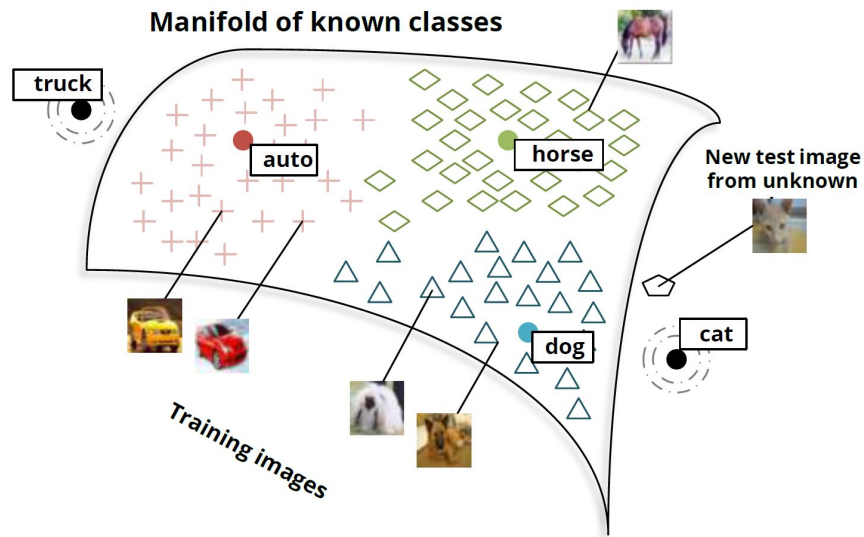 Manifold of known classes
truck
auto
horse
New test image
from unknown
cat
dog
Training images